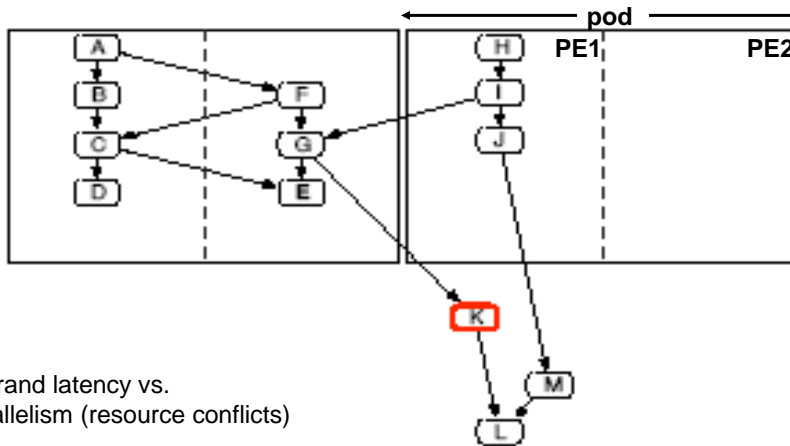 pod
PE1 PE2
A H
B F I
C G J
D E
K
M
L
rand latency vs.
allelism (resource conflicts)